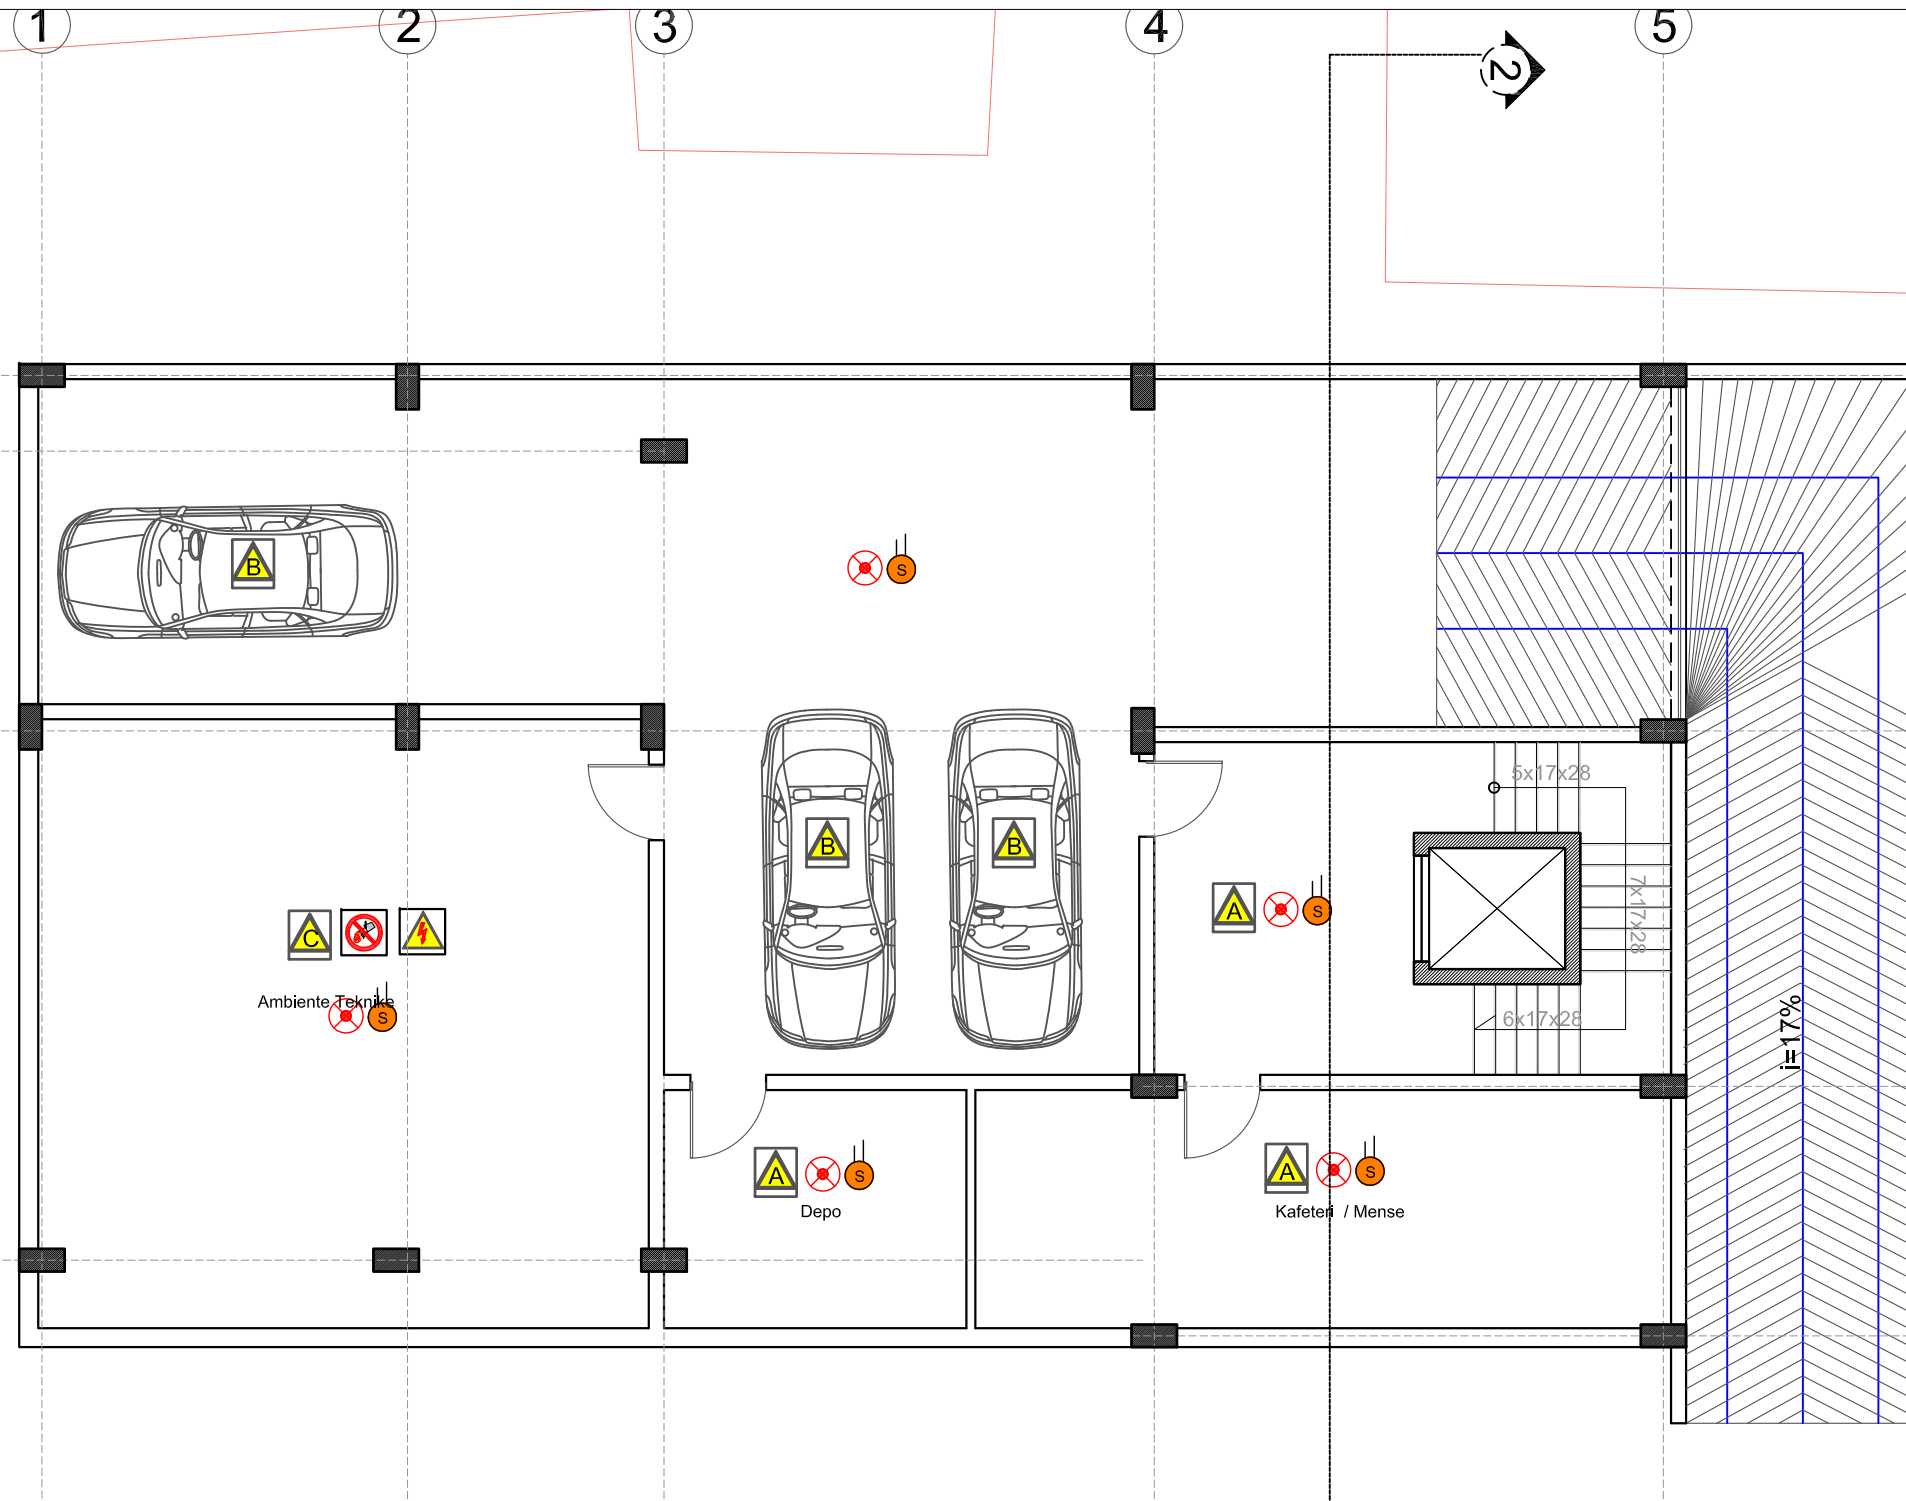 1 2 3 4 5
2
B
S
5x17x28
B B
7x17x28
A S
C
Ambiente Teknike
S
6x17x28
i=17%
A S
A S
Depo
Kafeteri / Mense